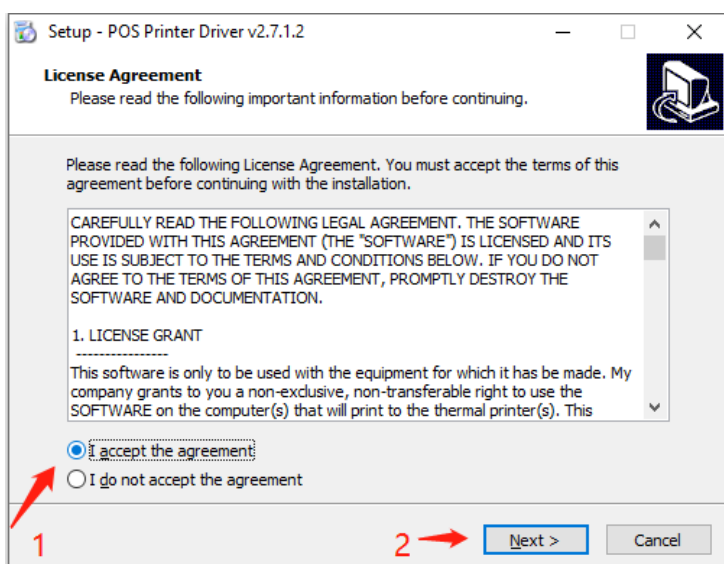 Setup - POS Printer Driver v2.7.1.2
License Agreement
Please read the following important information before continuing.
Please read the following License Agreement. You must accept the terms of this
agreement before continuing with the installation.
CAREFULLY READ THE FOLLOWING LEGAL AGREEMENT. THE SOFTWARE
PROVIDED WITH THIS AGREEMENT (THE "SOFTWARE") IS LICENSED AND ITS
USE IS SUBJECT TO THE TERMS AND CONDITIONS BELOW. IF YOU DO NOT
AGREE TO THE TERMS OF THIS AGREEMENT, PROMPTLY DESTROY THE
SOFTWARE AND DOCUMENTATION.
1. LICENSE GRANT
----------------
This software is only to be used with the equipment for which it has be made. My
company grants to you a non-exclusive, non-transferable right to use the
SOFTWARE on the computer(s) that will print to the thermal printer(s). This
I accept the agreement
I do not accept the agreement
1
2
Next >
Cancel